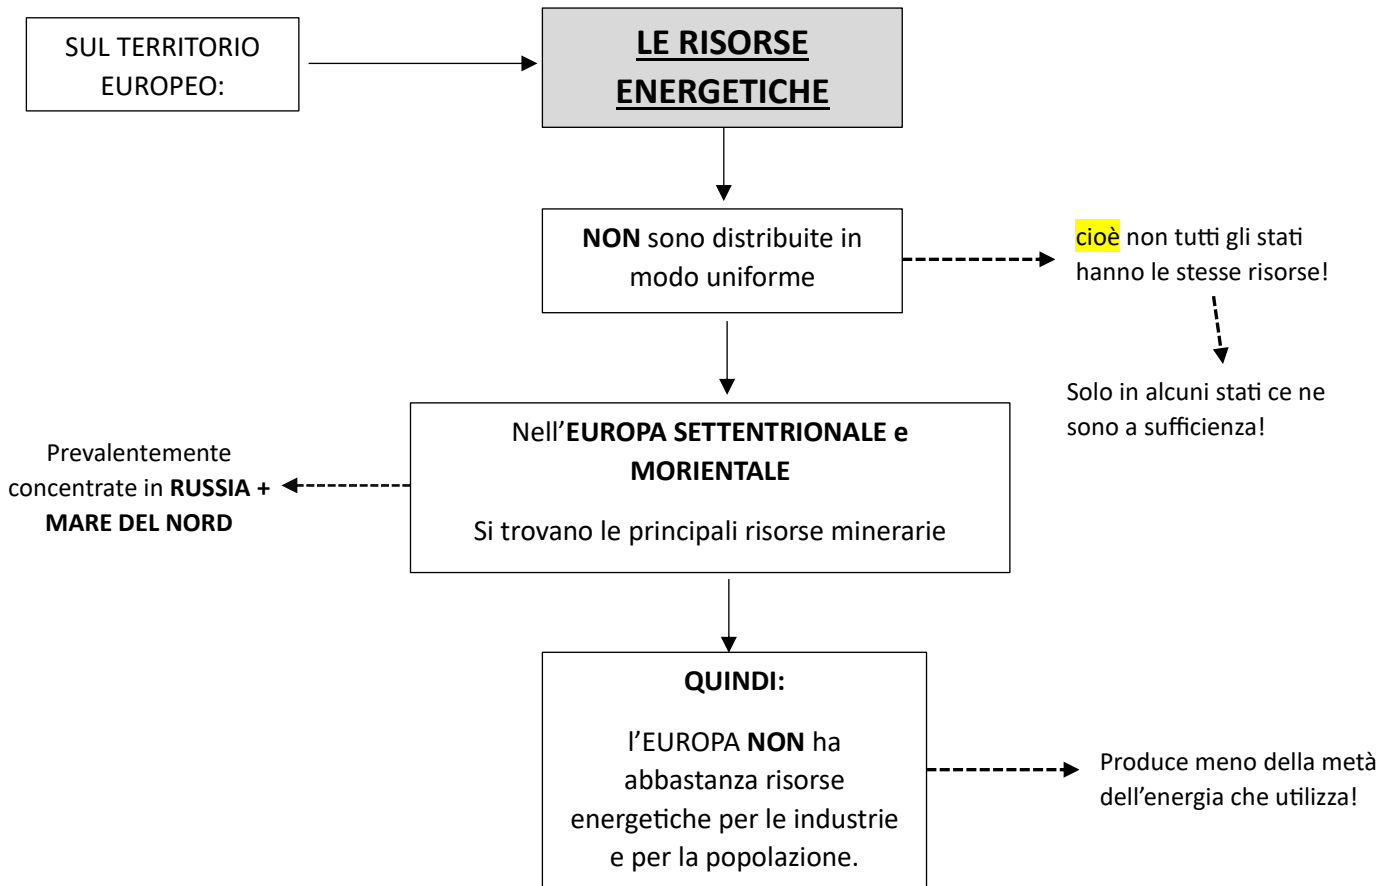 SUL TERRITORIO
EUROPEO:
LE RISORSE
ENERGETICHE
NON sono distribuite in
modo uniforme
cioè non tutti gli stati
hanno le stesse risorse!
Solo in alcuni stati ce ne
sono a sufficienza!
Nell’EUROPA SETTENTRIONALE e
MORIENTALE
Si trovano le principali risorse minerarie
Prevalentemente
concentrate in RUSSIA +
MARE DEL NORD
QUINDI:
l’EUROPA NON ha
abbastanza risorse
energetiche per le industrie
e per la popolazione.
Produce meno della metà
dell’energia che utilizza!